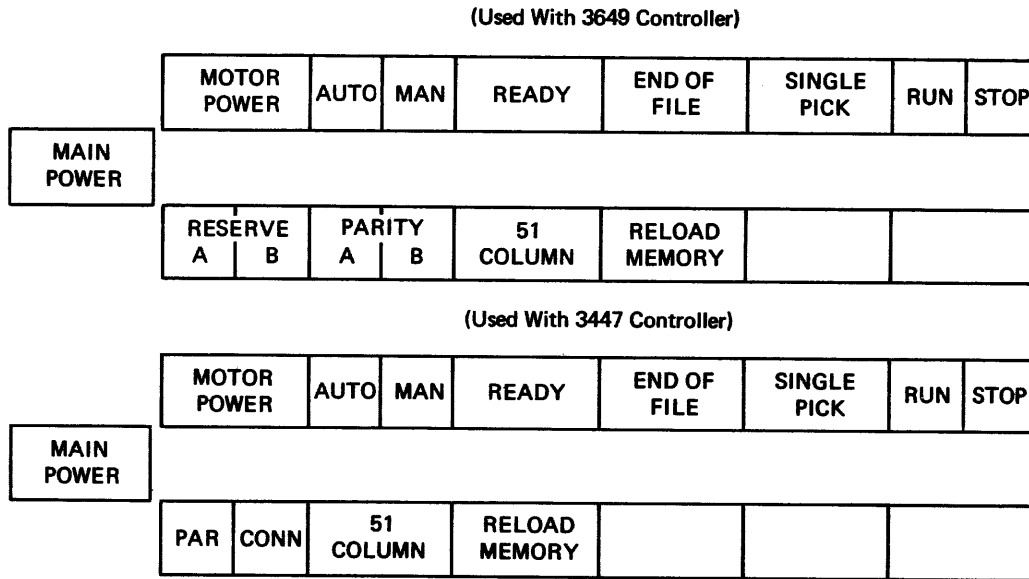 (Used With 3649 Controller)
MOTOR POWER AUTO MAN READY END OF FILE SINGLE PICK RUN STOP
MAIN POWER
RESERVE A B PARITY A B 51 COLUMN RELOAD MEMORY
(Used With 3447 Controller)
MOTOR POWER AUTO MAN READY END OF FILE SINGLE PICK RUN STOP
MAIN POWER
PAR CONN 51 COLUMN RELOAD MEMORY